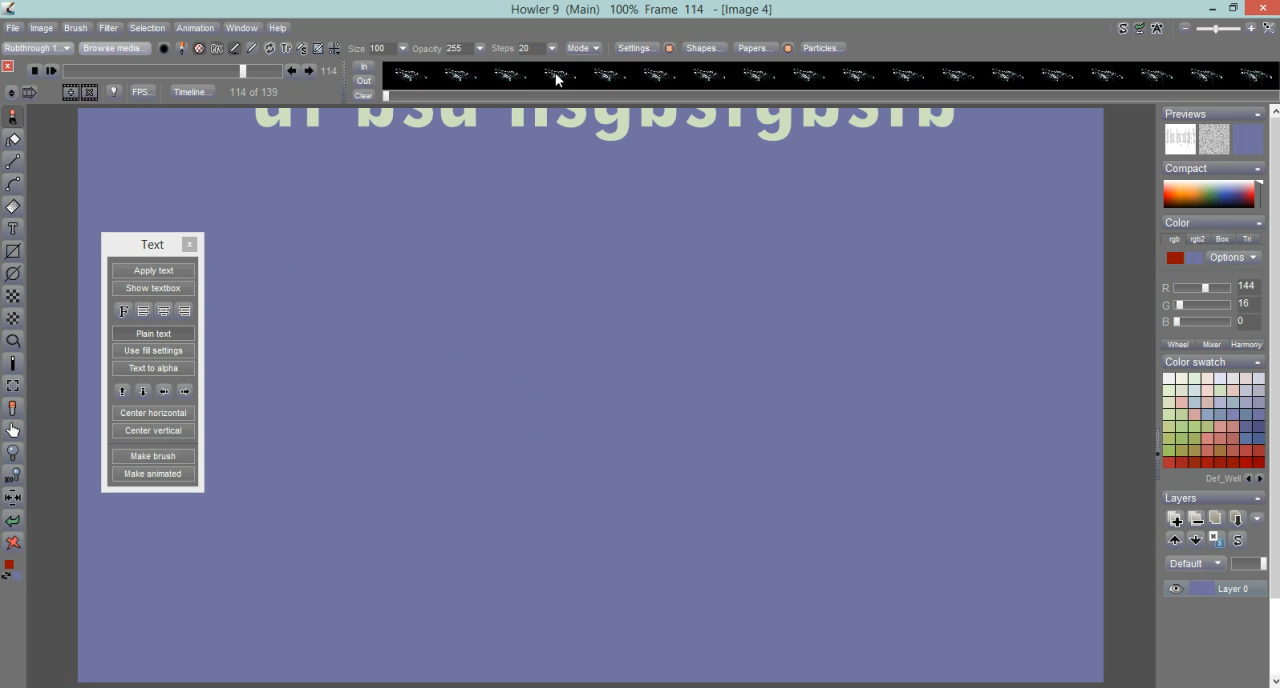 Howler 9 (Main) 100% Frame 114 - [Image 4]
File Image Brush Filter Selection Animation Window Help
Rubthrough 1... Browse media... Size 100 Opacity 255 Steps 20 Mode Settings... Shapes... Papers... Particles...
114 In
Out
FPS... Timeline... 114 of 139 Clear
Previews
Compact
Color
rgb rgb2 Box Tri
Options
R 144
G 16
B 0
Wheel Mixer Harmony
Color swatch
Def_Well
Layers
Default
Layer 0
Text x
Apply text
Show textbox
F
Plain text
Use fill settings
Text to alpha
Center horizontal
Center vertical
Make brush
Make animated